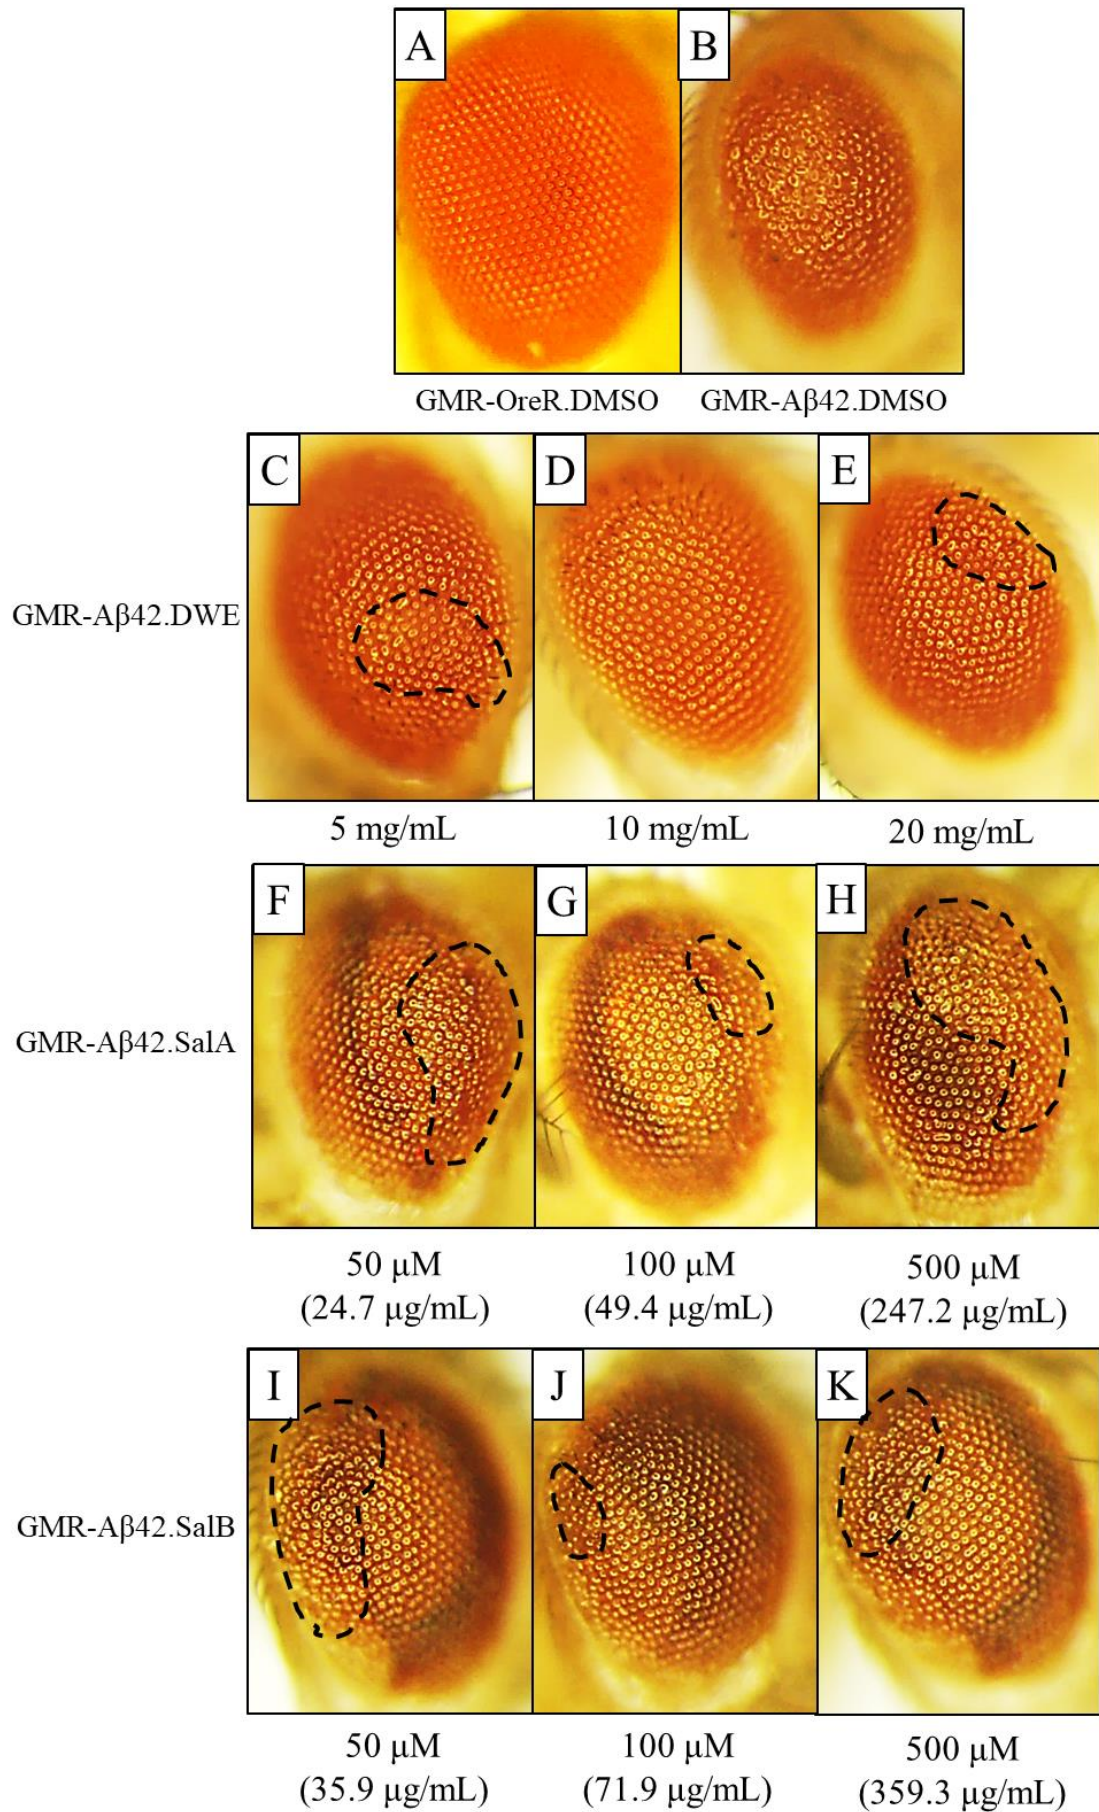 A
B
GMR-OreR.DMSO
GMR-Aβ42.DMSO
C
D
E
GMR-Aβ42.DWE
5 mg/mL
10 mg/mL
20 mg/mL
F
G
H
GMR-Aβ42.SalA
50 μM
(24.7 μg/mL)
100 μM
(49.4 μg/mL)
500 μM
(247.2 μg/mL)
I
J
K
GMR-Aβ42.SalB
50 μM
(35.9 μg/mL)
100 μM
(71.9 μg/mL)
500 μM
(359.3 μg/mL)